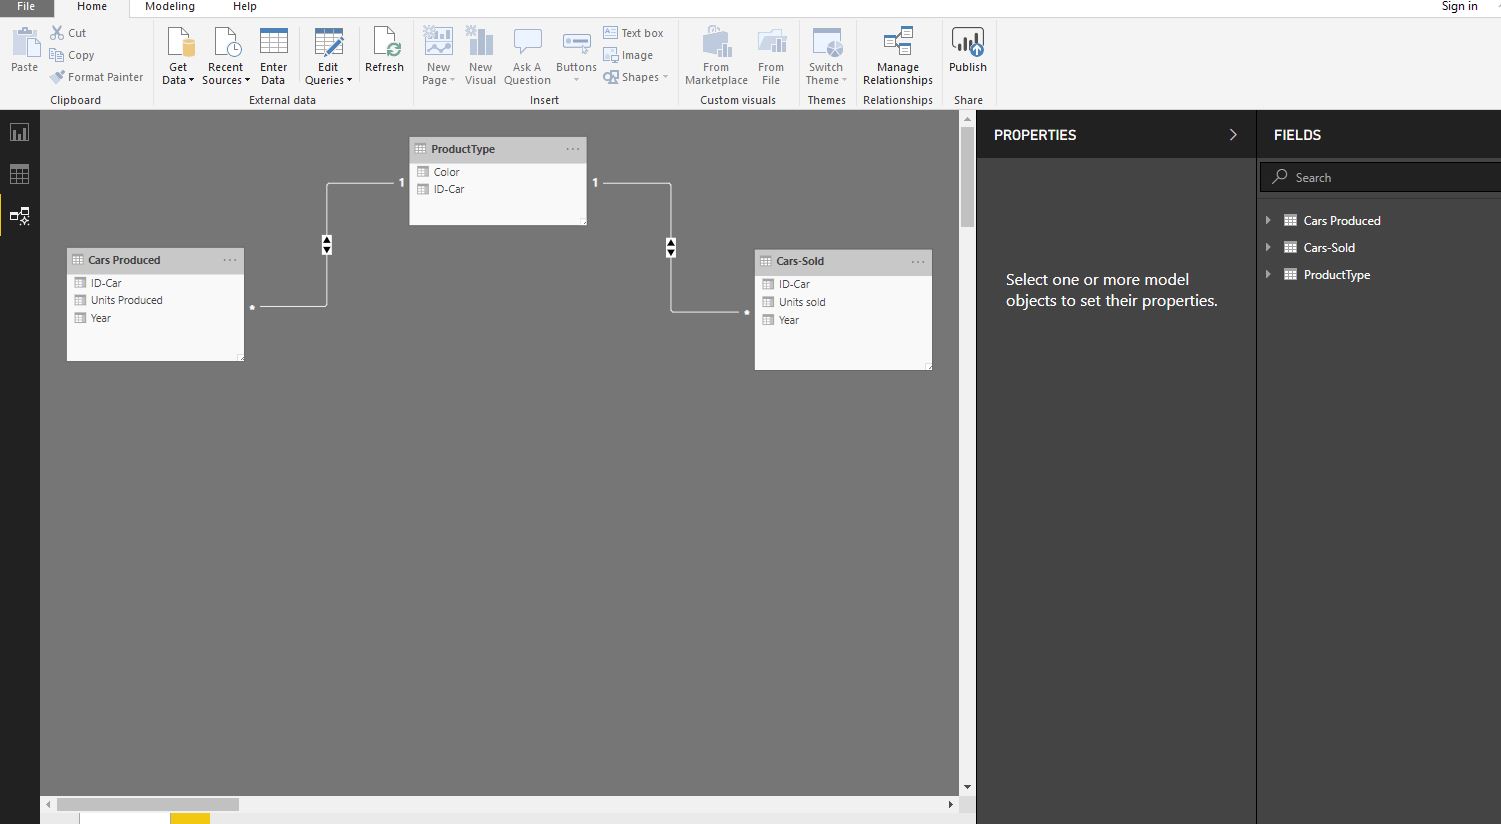 File Home Modeling Help Sign in
Paste
Cut
Copy
Format Painter
Clipboard
Get Data
Recent Sources
Enter Data
Edit Queries
Refresh
External data
New Page
New Visual
Ask A Question
Buttons
Text box
Image
Shapes
Insert
From Marketplace
From File
Custom visuals
Switch Theme
Themes
Manage Relationships
Relationships
Publish
Share
ProductType
Color
ID-Car
1
1
Cars Produced
ID-Car
Units Produced
Year
*
Cars-Sold
ID-Car
Units sold
Year
*
PROPERTIES
Select one or more model
objects to set their properties.
FIELDS
Search
Cars Produced
Cars-Sold
ProductType